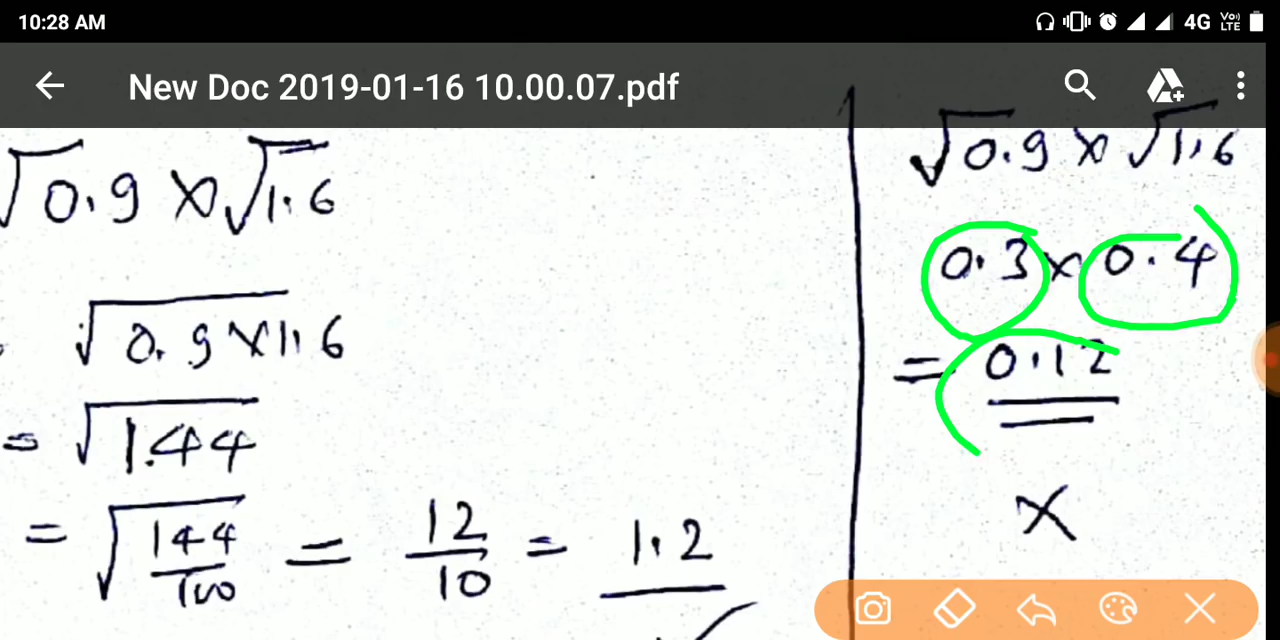 10:28 AM 4G Vo) LTE
New Doc 2019-01-16 10.00.07.pdf
√0.9 × √1.6
√0.9×1.6
= √1.44
= √144/100 = 12/10 = 1.2
√0.9 × √1.6
0.3 × 0.4
= 0.12
×